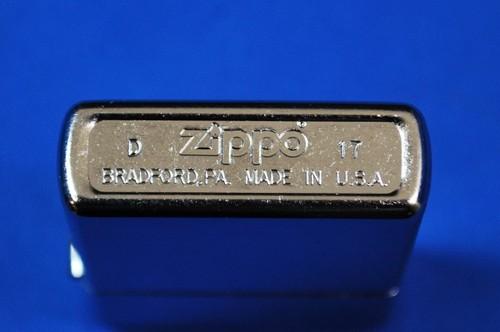 D Zippo® 17
BRADFORD,PA. MADE IN U.S.A.